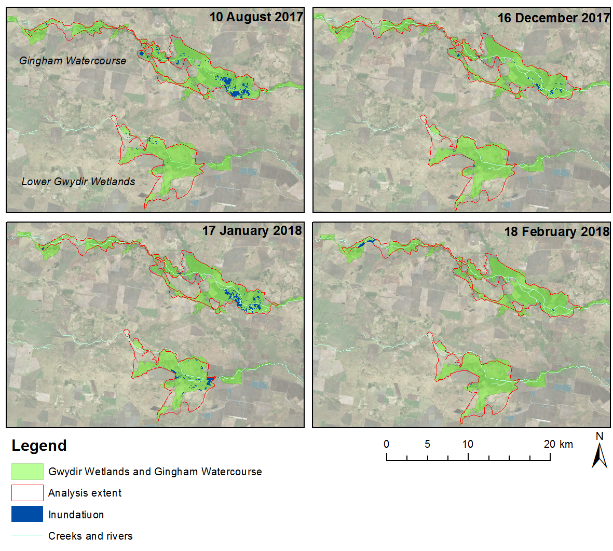 10 August 2017
16 December 2017
Gingham Watercourse
Lower Gwydir Wetlands
17 January 2018
18 February 2018
Legend
Gwydir Wetlands and Gingham Watercourse
Analysis extent
Inundatiuon
Creeks and rivers
0 5 10 20 km
N